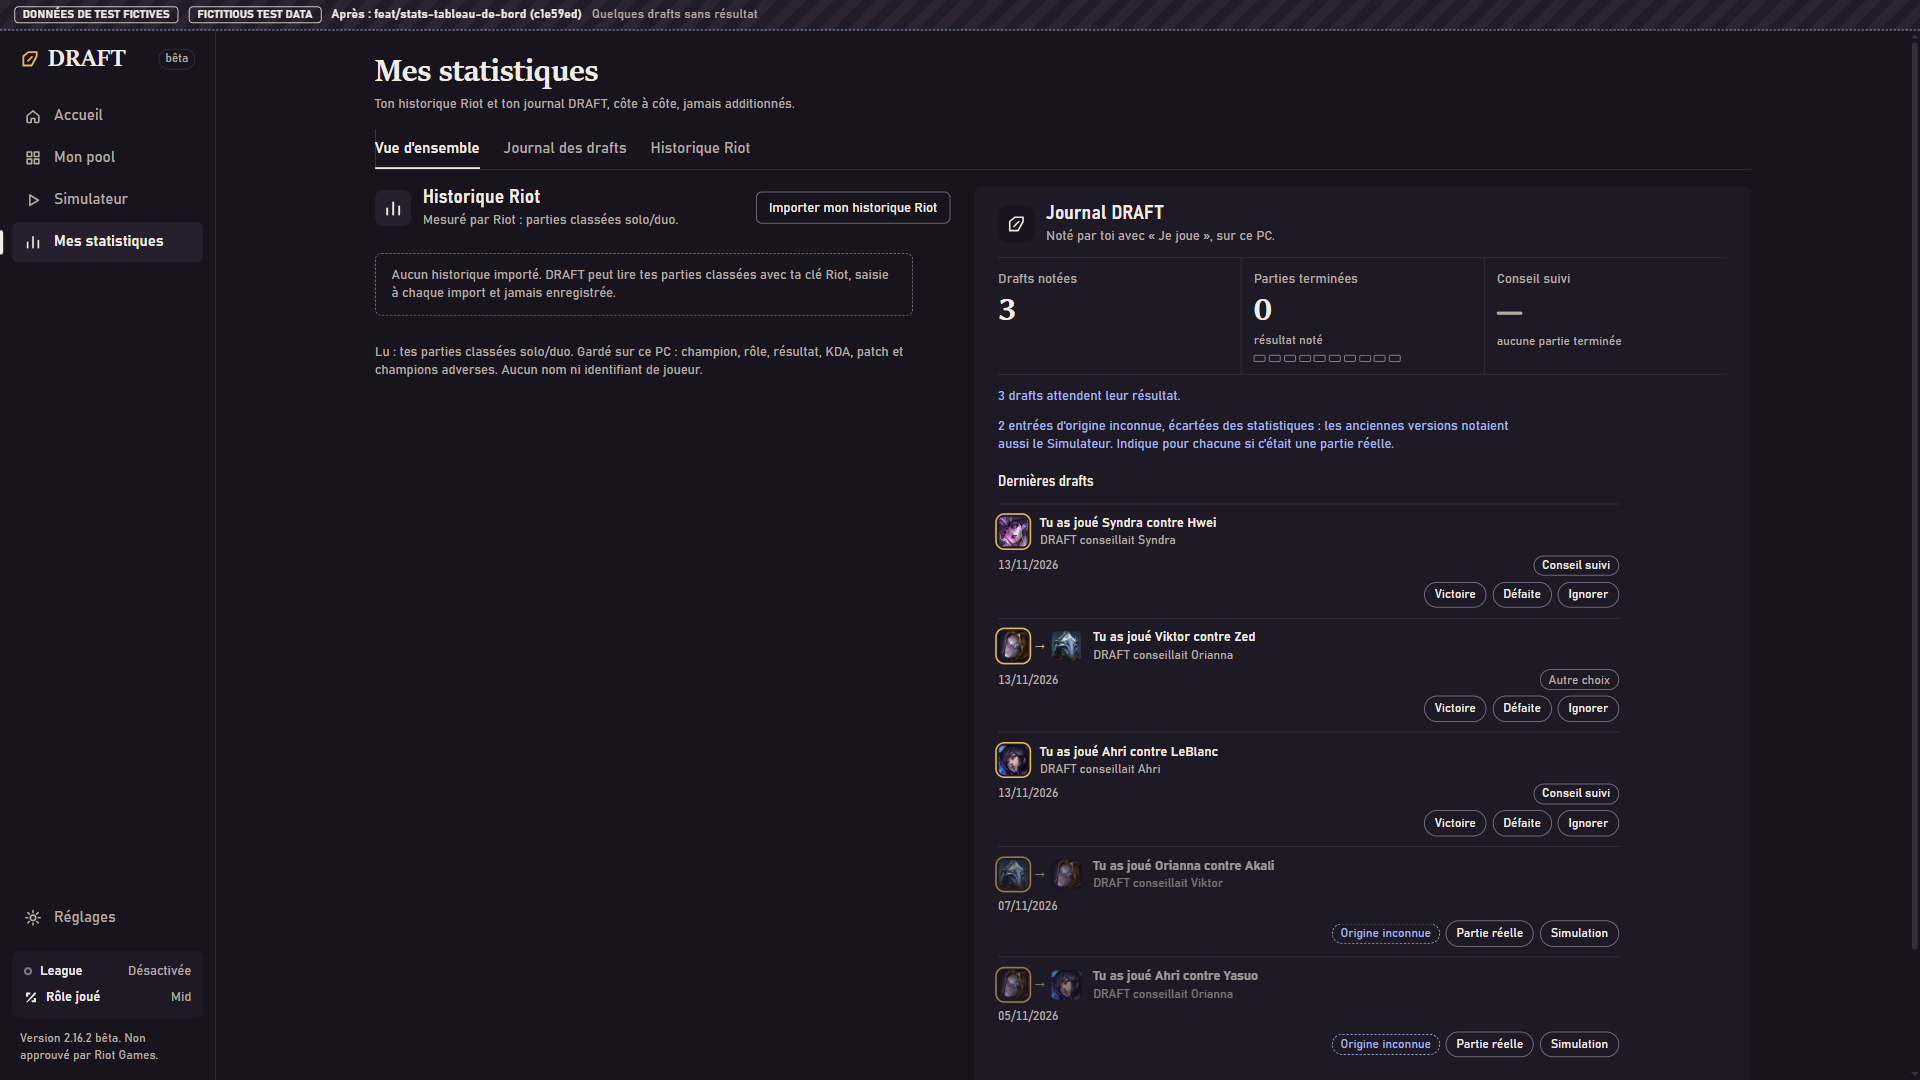 DONNÉES DE TEST FICTIVES FICTITIOUS TEST DATA Après : feat/stats-tableau-de-bord (c1e59ed) Quelques drafts sans résultat
DRAFT bêta
Accueil
Mon pool
Simulateur
Mes statistiques
Réglages
League Désactivée
Rôle joué Mid
Version 2.16.2 bêta. Non
approuvé par Riot Games.
Mes statistiques
Ton historique Riot et ton journal DRAFT, côte à côte, jamais additionnés.
Vue d'ensemble Journal des drafts Historique Riot
Historique Riot
Mesuré par Riot : parties classées solo/duo.
Importer mon historique Riot
Aucun historique importé. DRAFT peut lire tes parties classées avec ta clé Riot, saisie
à chaque import et jamais enregistrée.
Lu : tes parties classées solo/duo. Gardé sur ce PC : champion, rôle, résultat, KDA, patch et
champions adverses. Aucun nom ni identifiant de joueur.
Journal DRAFT
Noté par toi avec « Je joue », sur ce PC.
Drafts notées
3
Parties terminées
0
résultat noté
Conseil suivi
—
aucune partie terminée
3 drafts attendent leur résultat.
2 entrées d'origine inconnue, écartées des statistiques : les anciennes versions notaient
aussi le Simulateur. Indique pour chacune si c'était une partie réelle.
Dernières drafts
Tu as joué Syndra contre Hwei
DRAFT conseillait Syndra
13/11/2026 Conseil suivi
Victoire Défaite Ignorer
→ Tu as joué Viktor contre Zed
DRAFT conseillait Orianna
13/11/2026 Autre choix
Victoire Défaite Ignorer
Tu as joué Ahri contre LeBlanc
DRAFT conseillait Ahri
13/11/2026 Conseil suivi
Victoire Défaite Ignorer
→ Tu as joué Orianna contre Akali
DRAFT conseillait Viktor
07/11/2026
Origine inconnue Partie réelle Simulation
→ Tu as joué Ahri contre Yasuo
DRAFT conseillait Orianna
05/11/2026
Origine inconnue Partie réelle Simulation